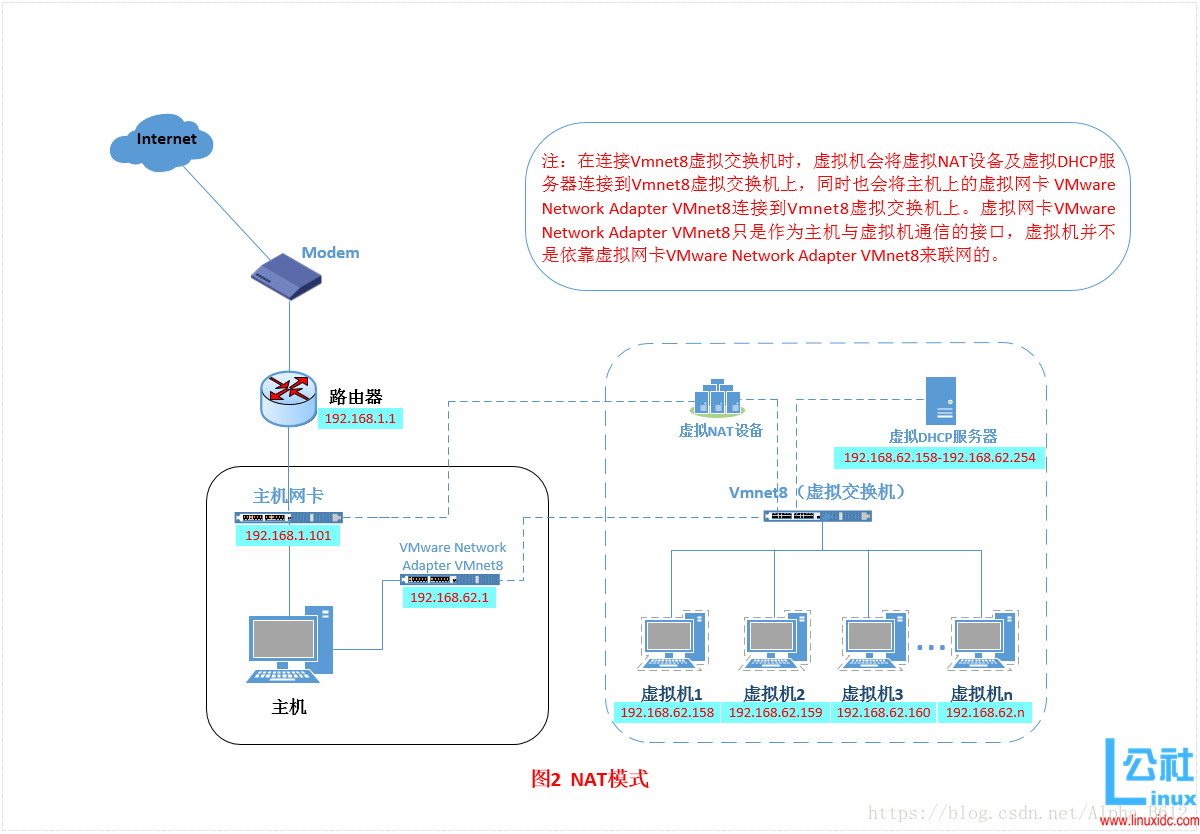 Internet
注：在连接Vmnet8虚拟交换机时，虚拟机会将虚拟NAT设备及虚拟DHCP服
务器连接到Vmnet8虚拟交换机上，同时也会将主机上的虚拟网卡 VMware
Network Adapter VMnet8连接到Vmnet8虚拟交换机上。虚拟网卡VMware
Network Adapter VMnet8只是作为主机与虚拟机通信的接口，虚拟机并不
是依靠虚拟网卡VMware Network Adapter VMnet8来联网的。
Modem
路由器
192.168.1.1
虚拟NAT设备
虚拟DHCP服务器
192.168.62.158-192.168.62.254
主机网卡
192.168.1.101
Vmnet8（虚拟交换机）
VMware Network
Adapter VMnet8
192.168.62.1
主机
虚拟机1
虚拟机2
虚拟机3
虚拟机n
192.168.62.158
192.168.62.159
192.168.62.160
192.168.62.n
图2 NAT模式
Linux公社
www.linuxidc.com
https://blog.csdn.net/Alpha_B612